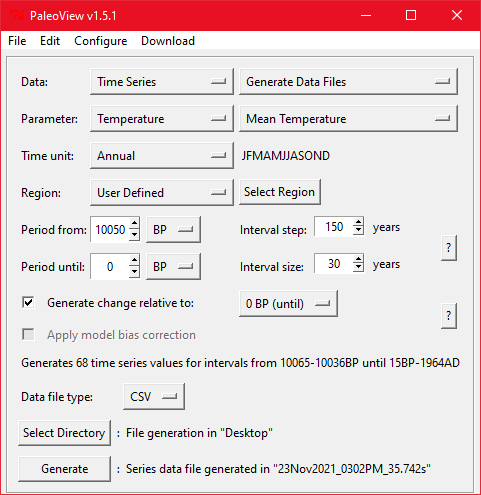 PaleoView v1.5.1
File Edit Configure Download
Data: Time Series Generate Data Files
Parameter: Temperature Mean Temperature
Time unit: Annual JFMAMJJASOND
Region: User Defined Select Region
Period from: 10050 BP Interval step: 150 years
Period until: 0 BP Interval size: 30 years
?
Generate change relative to: 0 BP (until)
?
Apply model bias correction
Generates 68 time series values for intervals from 10065-10036BP until 15BP-1964AD
Data file type: CSV
Select Directory : File generation in "Desktop"
Generate : Series data file generated in "23Nov2021_0302PM_35.742s"